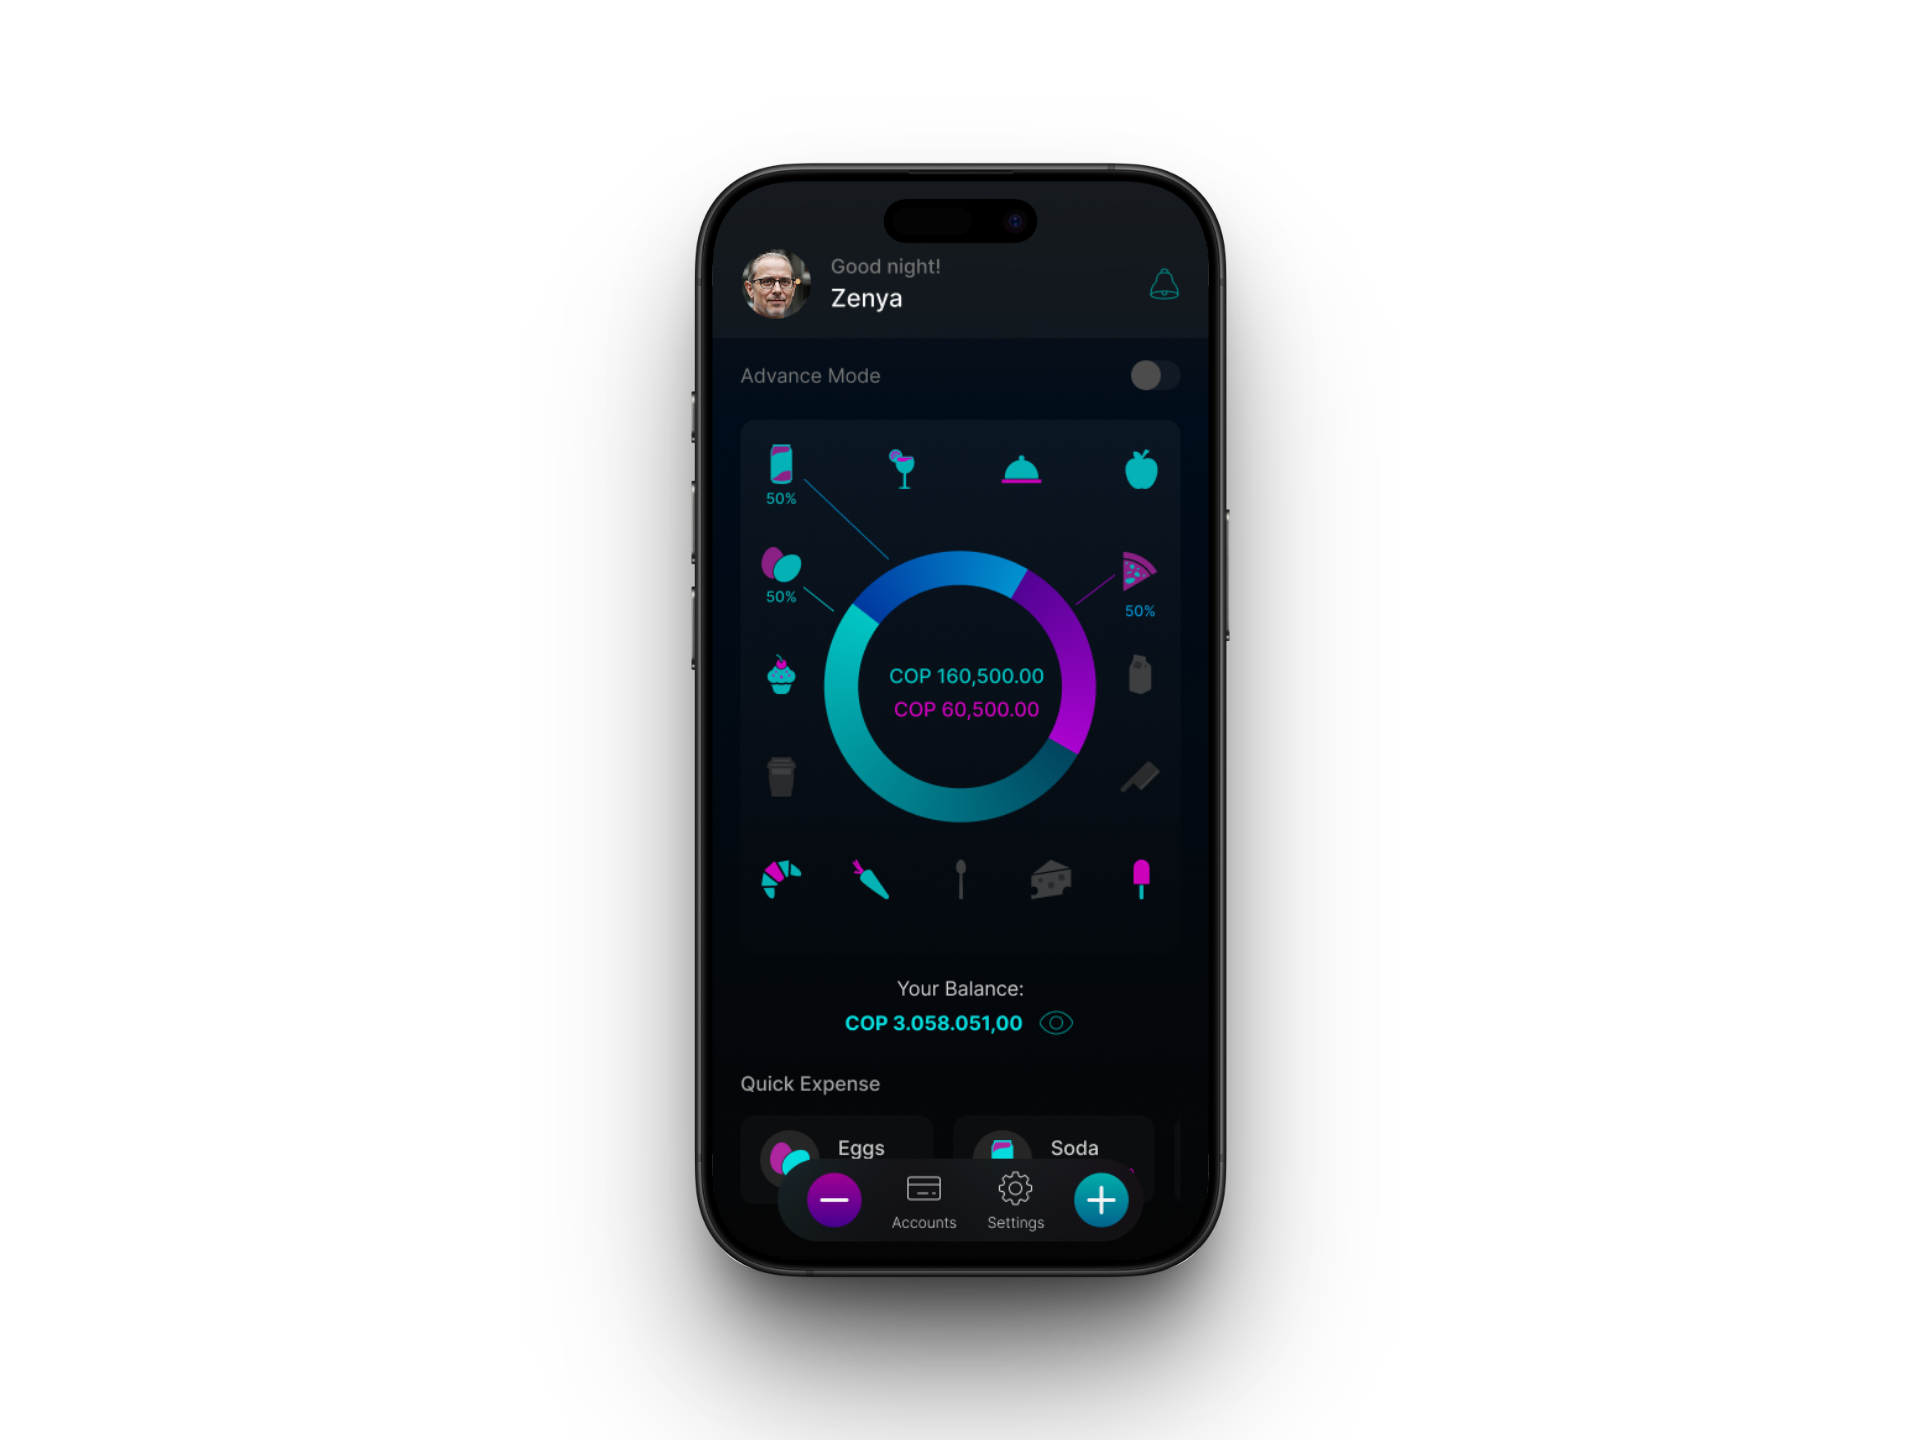 Good night!
Zenya
Advance Mode
50%
50%
50%
COP 160,500.00
COP 60,500.00
Your Balance:
COP 3.058.051,00
Quick Expense
Eggs
Soda
Accounts
Settings